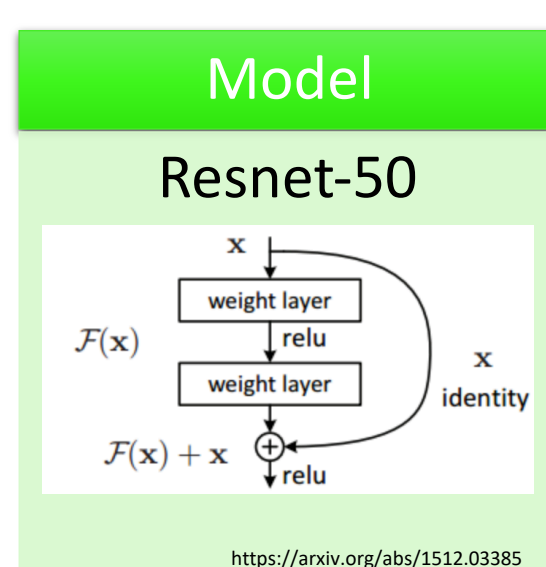 Model
Resnet-50
x
weight layer
F(x)
relu
x
weight layer
identity
F(x) + x
+
relu
https://arxiv.org/abs/1512.03385